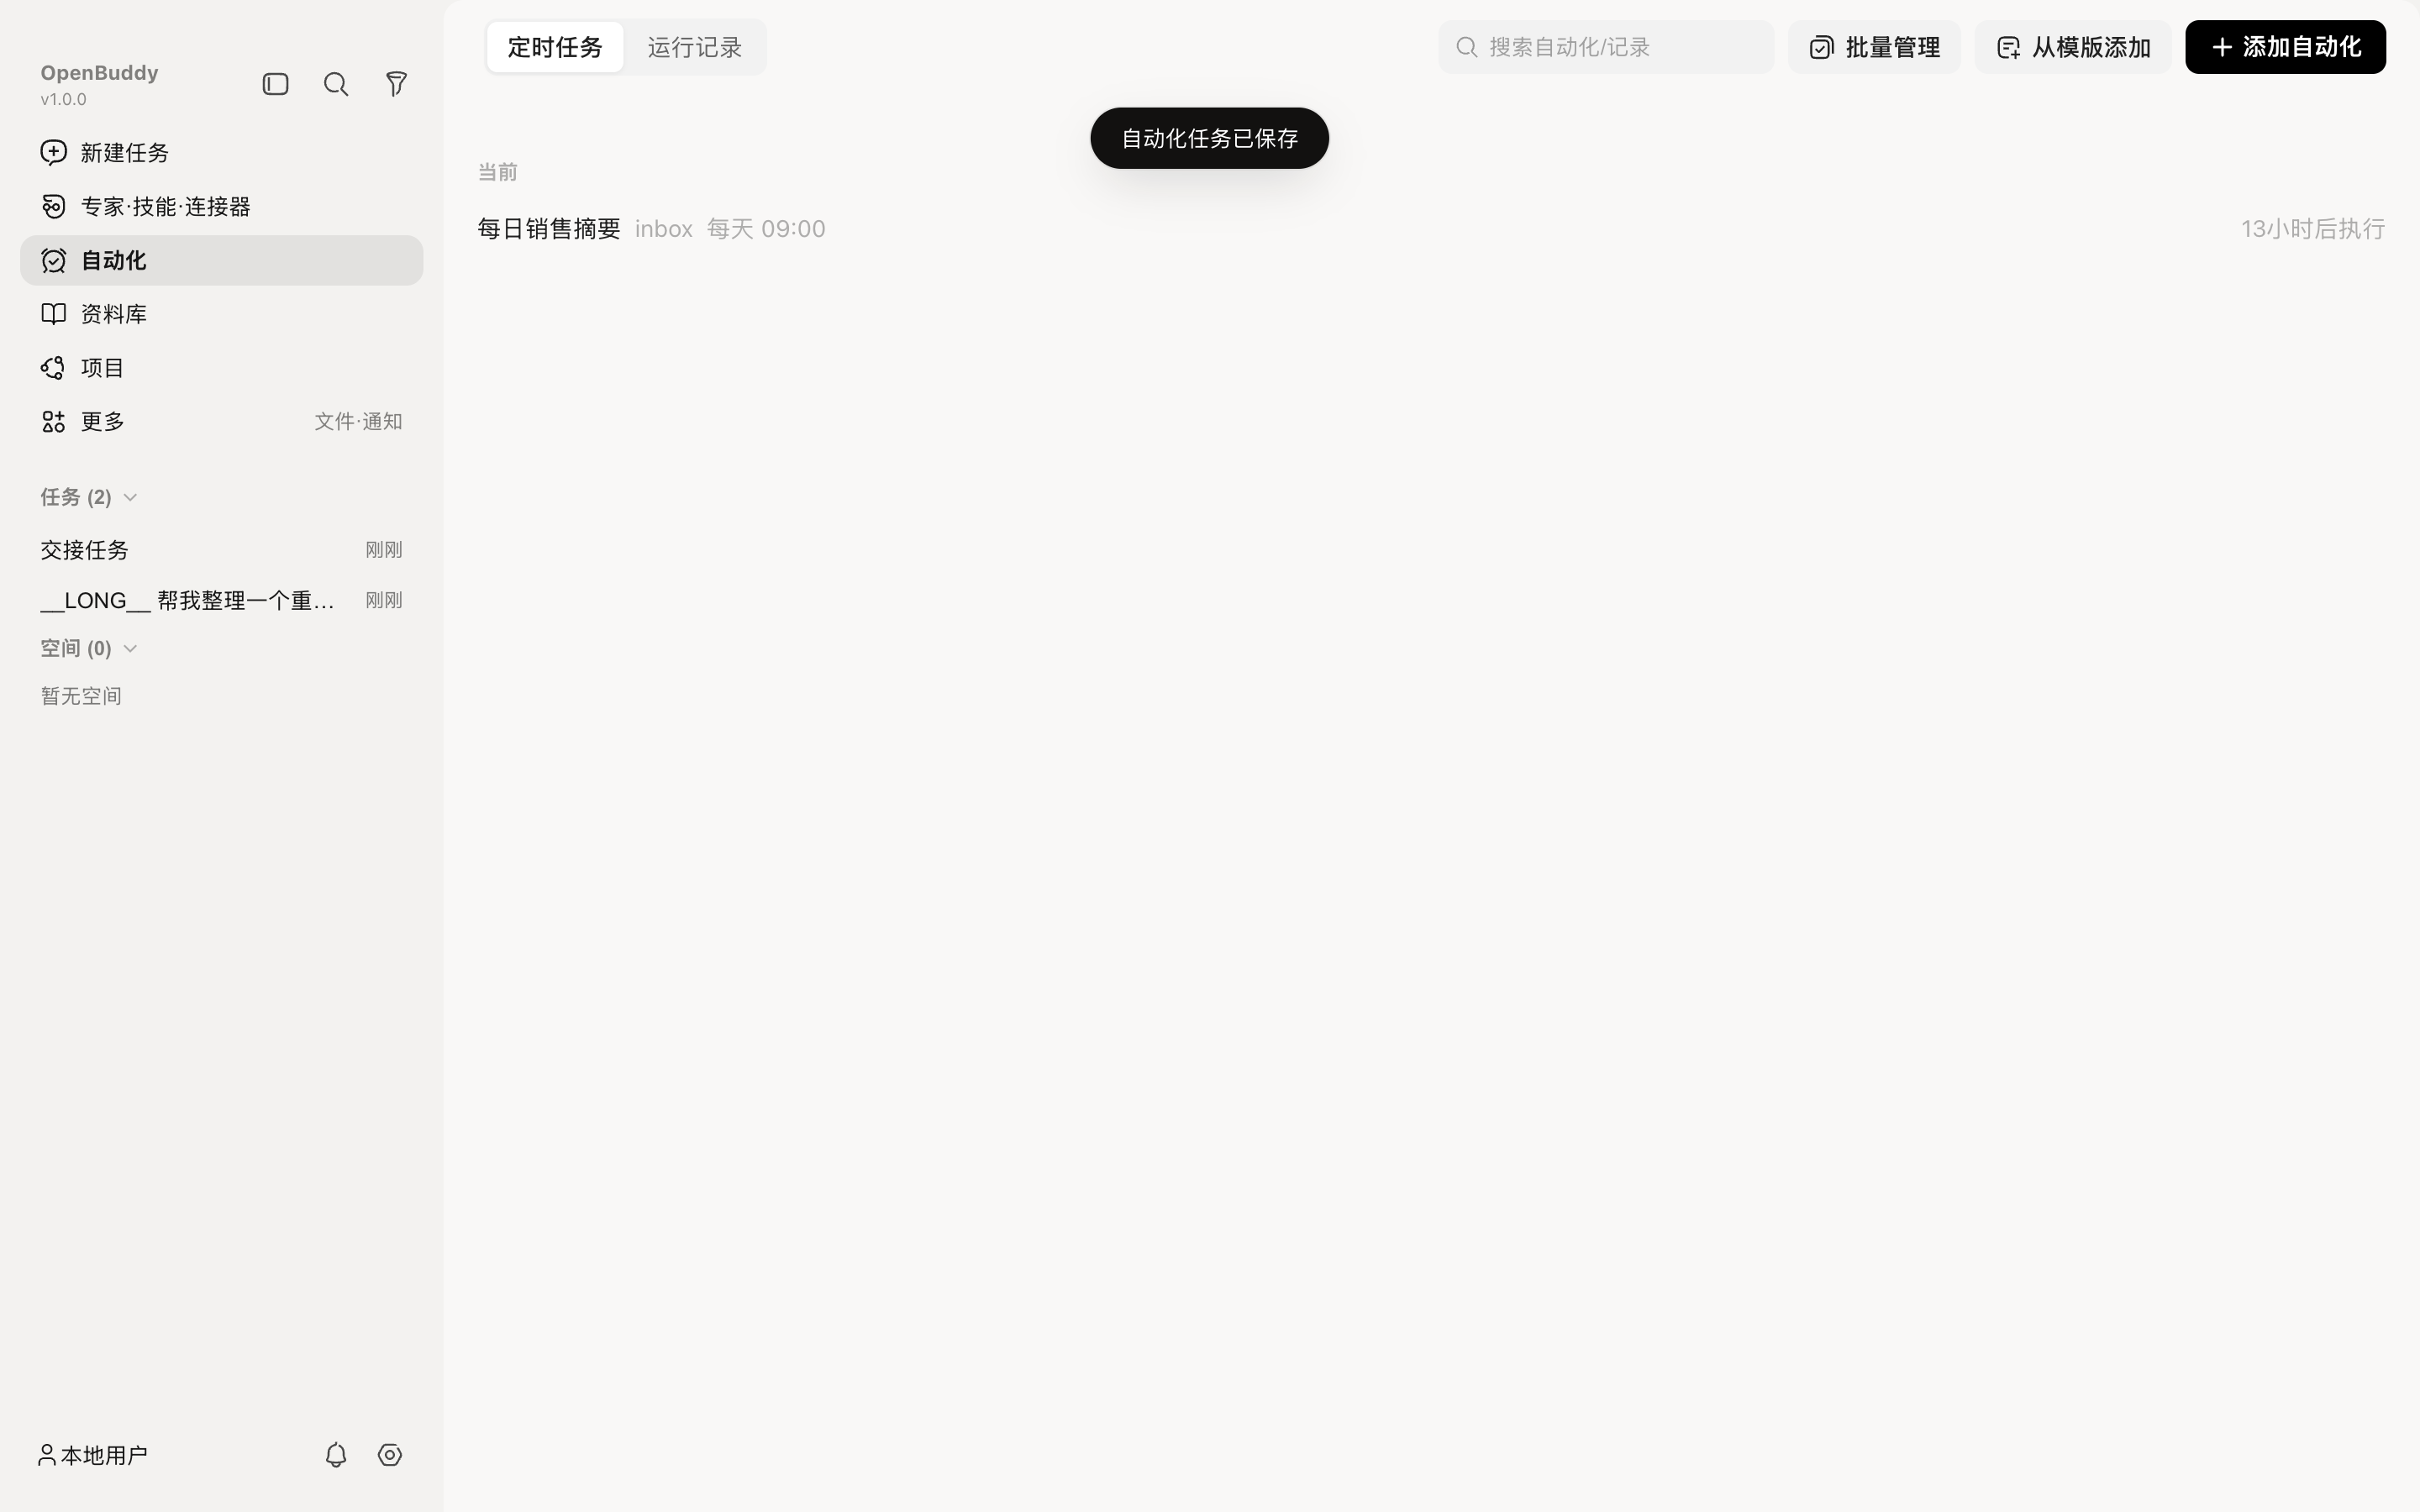 OpenBuddy
v1.0.0
新建任务
专家·技能·连接器
自动化
资料库
项目
更多 文件·通知
任务 (2)
交接任务 刚刚
__LONG__ 帮我整理一个重... 刚刚
空间 (0)
暂无空间
本地用户
定时任务 运行记录
搜索自动化/记录
批量管理
从模版添加
添加自动化
自动化任务已保存
当前
每日销售摘要 inbox 每天 09:00 13小时后执行